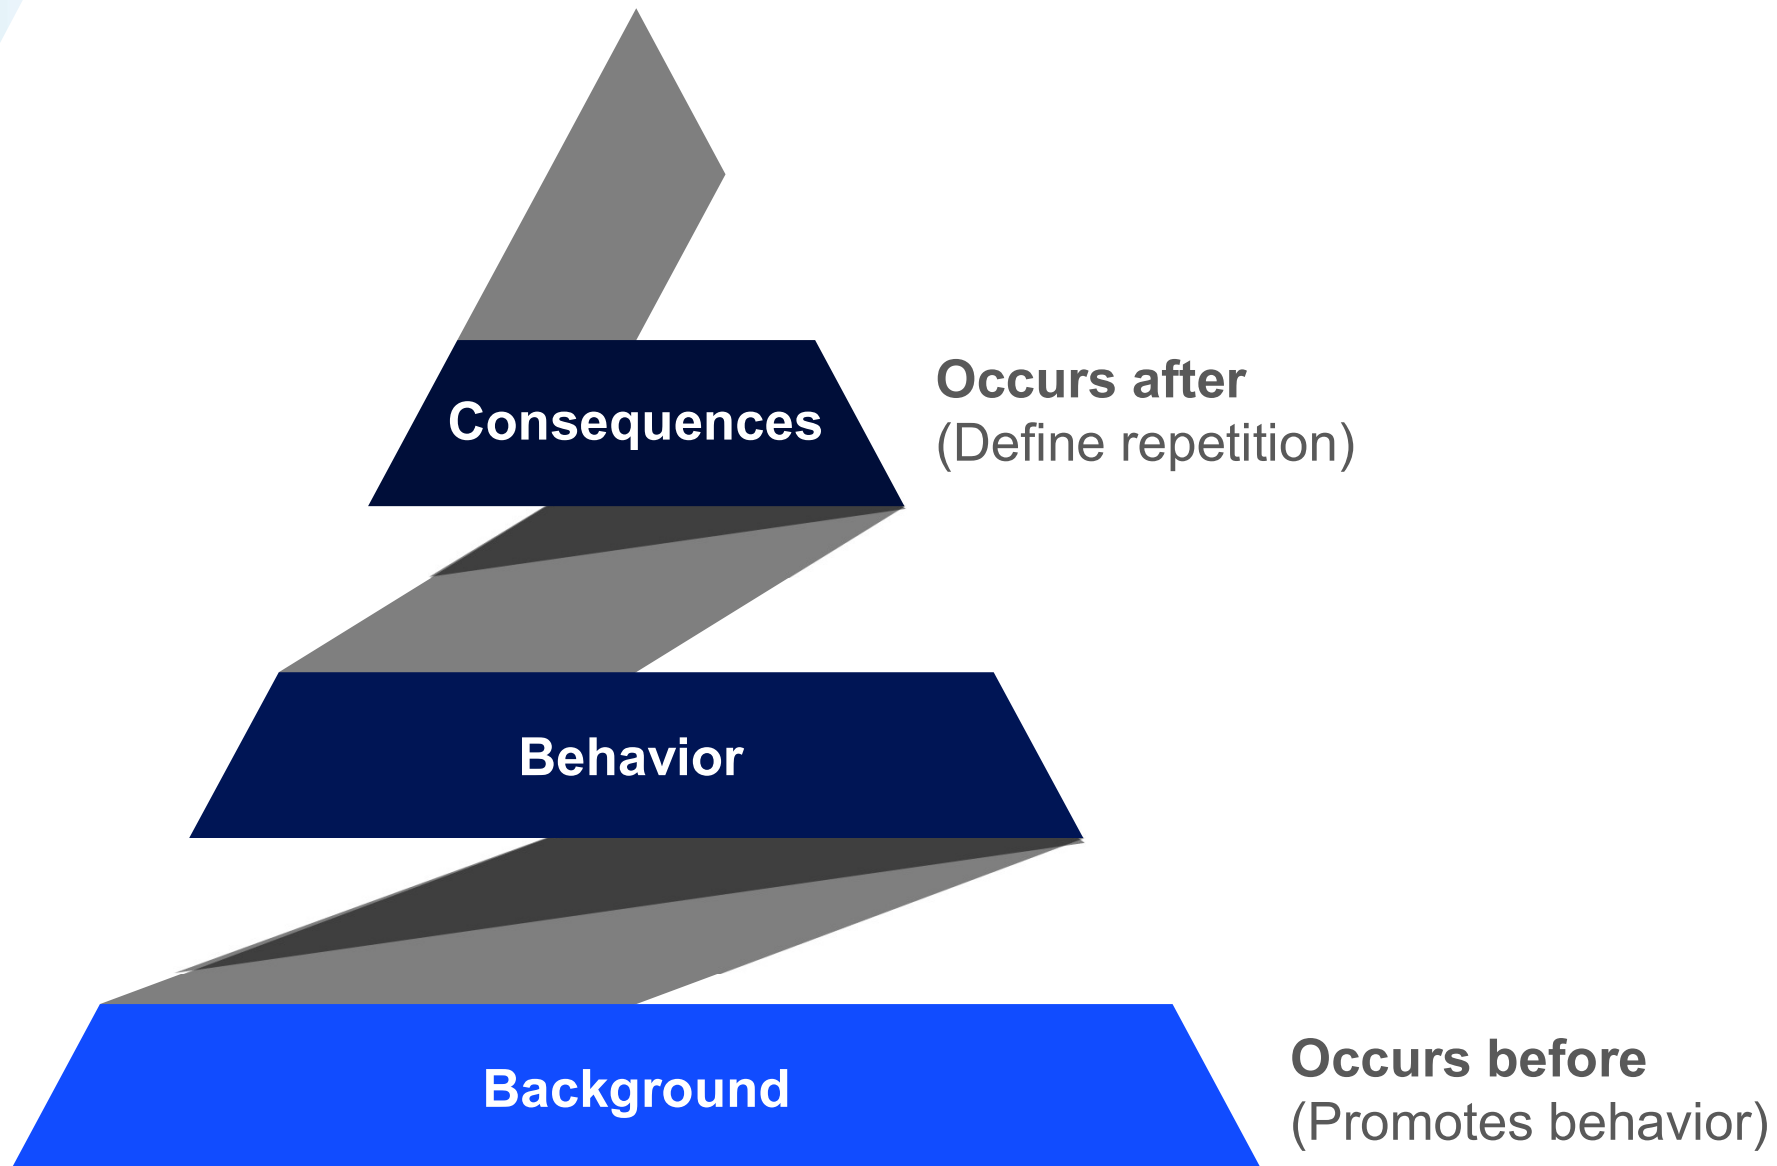 Consequences
Occurs after
(Define repetition)
Behavior
Background
Occurs before
(Promotes behavior)